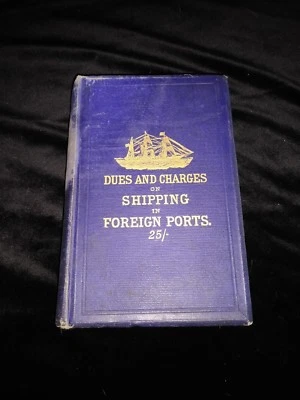 DUES AND CHARGES
ON
SHIPPING
IN
FOREIGN PORTS.
25/-